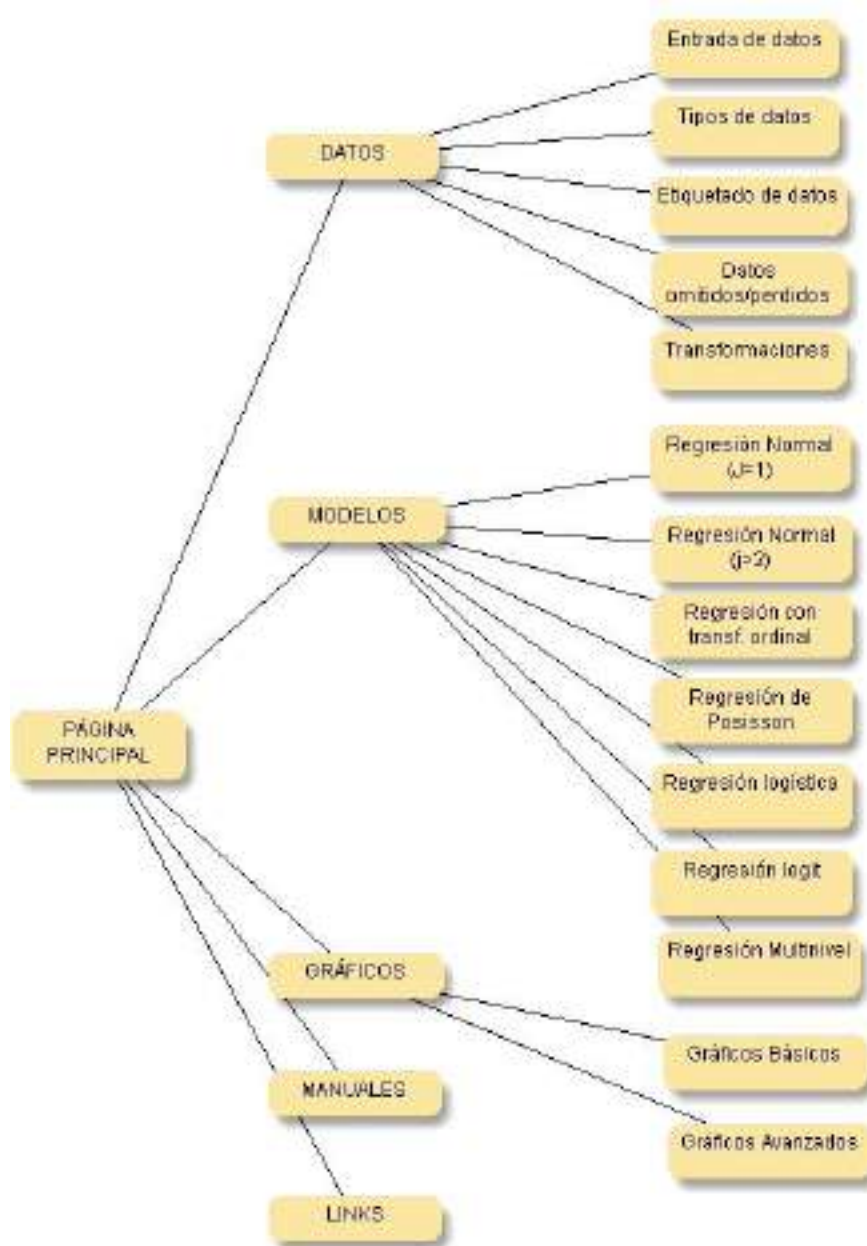 Entrada de datos
Tipos de datos
DATOS
Etiquetado de datos
Datos
omitidos/perdidos
Transformaciones
Regresión Normal
(J=1)
MODELOS
Regresión Normal
(j=2)
Regresión con
transf. ordinal
Regresión de
Posisson
PÁGINA
PRINCIPAL
Regresión logística
Regresión logit
Regresión Multinivel
GRÁFICOS
Gráficos Básicos
MANUALES
Gráficos Avanzados
LINKS